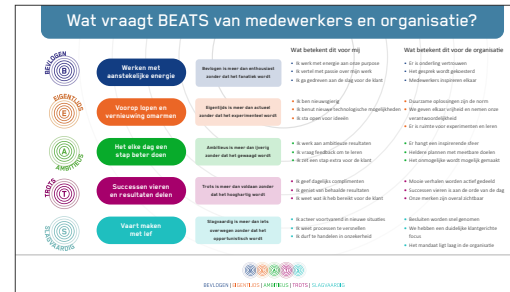 Wat vraagt BEATS van medewerkers en organisatie?
Wat betekent dit voor mij
Wat betekent dit voor de organisatie
BEVLOGEN
B
Werken met
aanstekelijke energie
Bevlogen is meer dan enthousiast
zonder dat het fanatiek wordt
• Ik werk met energie aan onze purpose
• Ik vertel met passie over mijn werk
• Ik ga gedreven aan de slag voor de klant
• Er is onderling vertrouwen
• Het gesprek wordt gekoesterd
• Medewerkers inspireren elkaar
EIGENTIJDS
E
Voorop lopen en
vernieuwing omarmen
Eigentijds is meer dan actueel
zonder dat het experimenteel wordt
• Ik ben nieuwsgierig
• Ik benut nieuwe technologische mogelijkheden
• Ik sta open voor ideeën
• Duurzame oplossingen zijn de norm
• We geven elkaar vrijheid en nemen onze
verantwoordelijkheid
• Er is ruimte voor experimenten en leren
A
AMBITIEUS
Het elke dag een
stap beter doen
Ambitieus is meer dan ijverig
zonder dat het gewaagd wordt
• Ik werk aan ambitieuze resultaten
• Ik vraag feedback om te leren
• Ik zet een stap extra voor de klant
• Er hangt een inspirerende sfeer
• Heldere plannen met meetbare doelen
• Het onmogelijke wordt mogelijk gemaakt
TROTS
T
Successen vieren
en resultaten delen
Trots is meer dan voldaan zonder
dat het hooghartig wordt
• Ik geef dagelijks complimenten
• Ik geniet van behaalde resultaten
• Ik weet wat ik heb bereikt voor de klant
• Mooie verhalen worden actief gedeeld
• Successen vieren is aan de orde van de dag
• Onze merken zijn overal zichtbaar
S
SLAGVAARDIG
Vaart maken
met lef
Slagvaardig is meer dan iets
overwegen zonder dat het
opportunistisch wordt
• Ik acteer voortvarend in nieuwe situaties
• Ik weet processen te versnellen
• Ik durf te handelen in onzekerheid
• Besluiten worden snel genomen
• We hebben een duidelijke klantgerichte
focus
• Het mandaat ligt laag in de organisatie
B E A T S
BEVLOGEN | EIGENTIJDS | AMBITIEUS | TROTS | SLAGVAARDIG